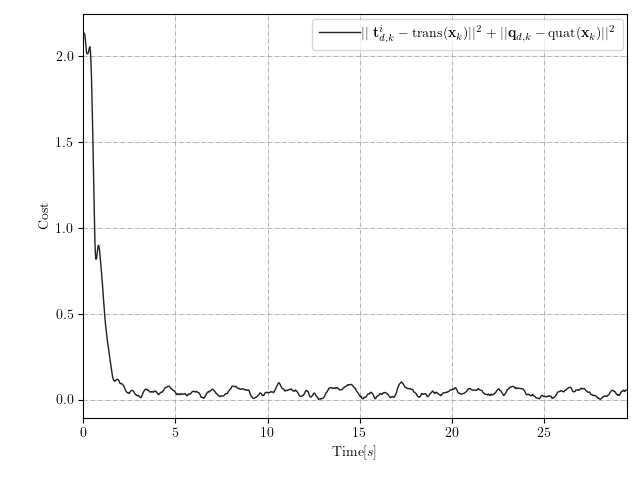 || t^i_{d,k} − trans(x_k)||^2 + ||q_{d,k} − quat(x_k)||^2
2.0
1.5
1.0
0.5
0.0
Cost
0 5 10 15 20 25
Time[s]